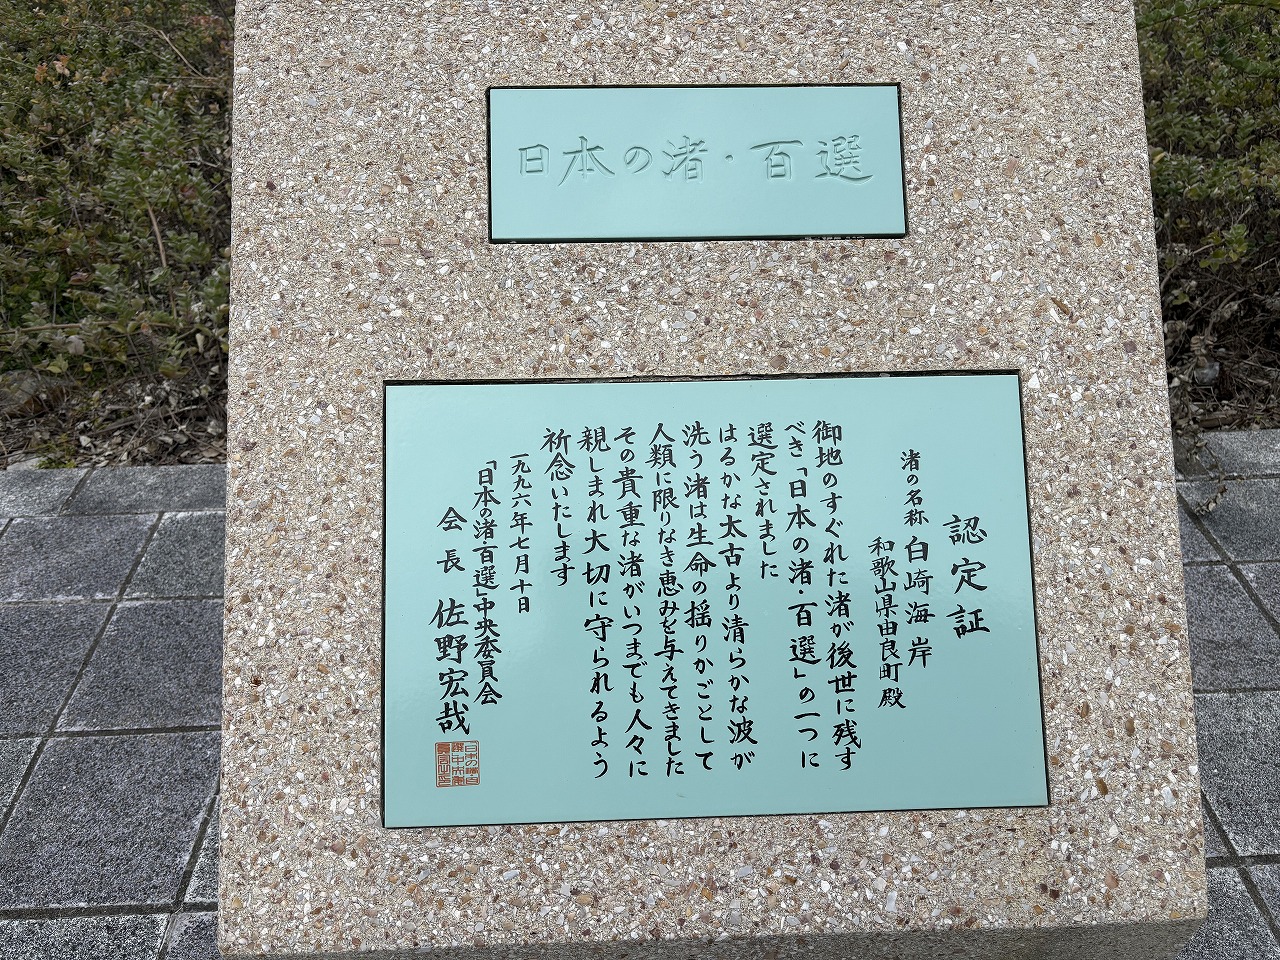 日本の渚・百選
認定証
渚の名称 白崎海岸
和歌山県由良町殿
御地のすぐれた渚が後世に残す
べき「日本の渚・百選」の一つに
選定されました
はるかな太古より清らかな波が
洗う渚は生命の揺りかごとして
人類に限りなき恵みを与えてきました
その貴重な渚がいつまでも人々に
親しまれ大切に守られるよう
祈念いたします
一九九六年七月十日
「日本の渚百選」中央委員会
会長 佐野宏哉